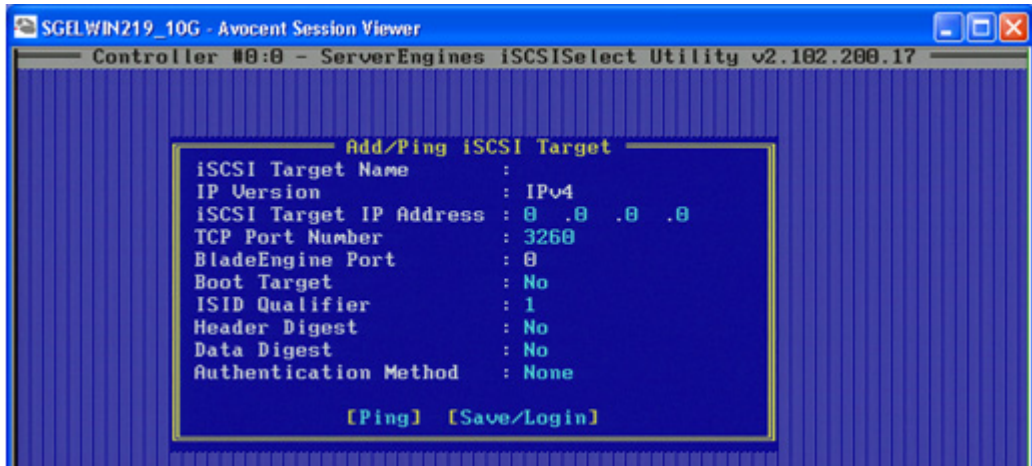 SGELWIN219_10G - Avocent Session Viewer
Controller #0:0 - ServerEngines iSCSISelect Utility v2.102.200.17
Add/Ping iSCSI Target
iSCSI Target Name :
IP Version : IPv4
iSCSI Target IP Address : 0 .0 .0 .0
TCP Port Number : 3260
BladeEngine Port : 0
Boot Target : No
ISID Qualifier : 1
Header Digest : No
Data Digest : No
Authentication Method : None
[Ping] [Save/Login]